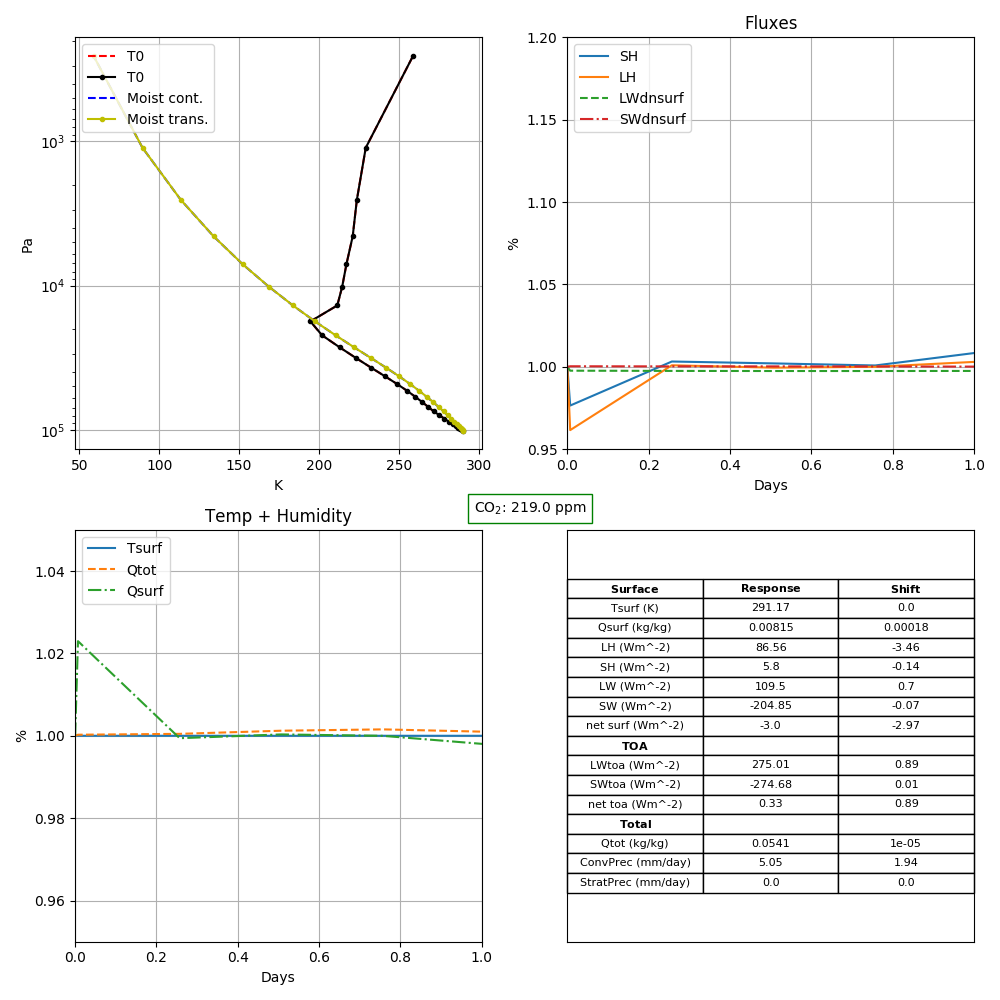 T0
T0
Moist cont.
Moist trans.
10^3
10^4
10^5
Pa
50 100 150 200 250 300
K
Fluxes
SH
LH
LWdnsurf
SWdnsurf
1.20
1.15
1.10
1.05
1.00
0.95
%
0.0 0.2 0.4 0.6 0.8 1.0
Days
CO₂: 219.0 ppm
Temp + Humidity
Tsurf
Qtot
Qsurf
1.04
1.02
1.00
0.98
0.96
%
0.0 0.2 0.4 0.6 0.8 1.0
Days
Surface Response Shift
Tsurf (K) 291.17 0.0
Qsurf (kg/kg) 0.00815 0.00018
LH (Wm^-2) 86.56 -3.46
SH (Wm^-2) 5.8 -0.14
LW (Wm^-2) 109.5 0.7
SW (Wm^-2) -204.85 -0.07
net surf (Wm^-2) -3.0 -2.97
TOA
LWtoa (Wm^-2) 275.01 0.89
SWtoa (Wm^-2) -274.68 0.01
net toa (Wm^-2) 0.33 0.89
Total
Qtot (kg/kg) 0.0541 1e-05
ConvPrec (mm/day) 5.05 1.94
StratPrec (mm/day) 0.0 0.0